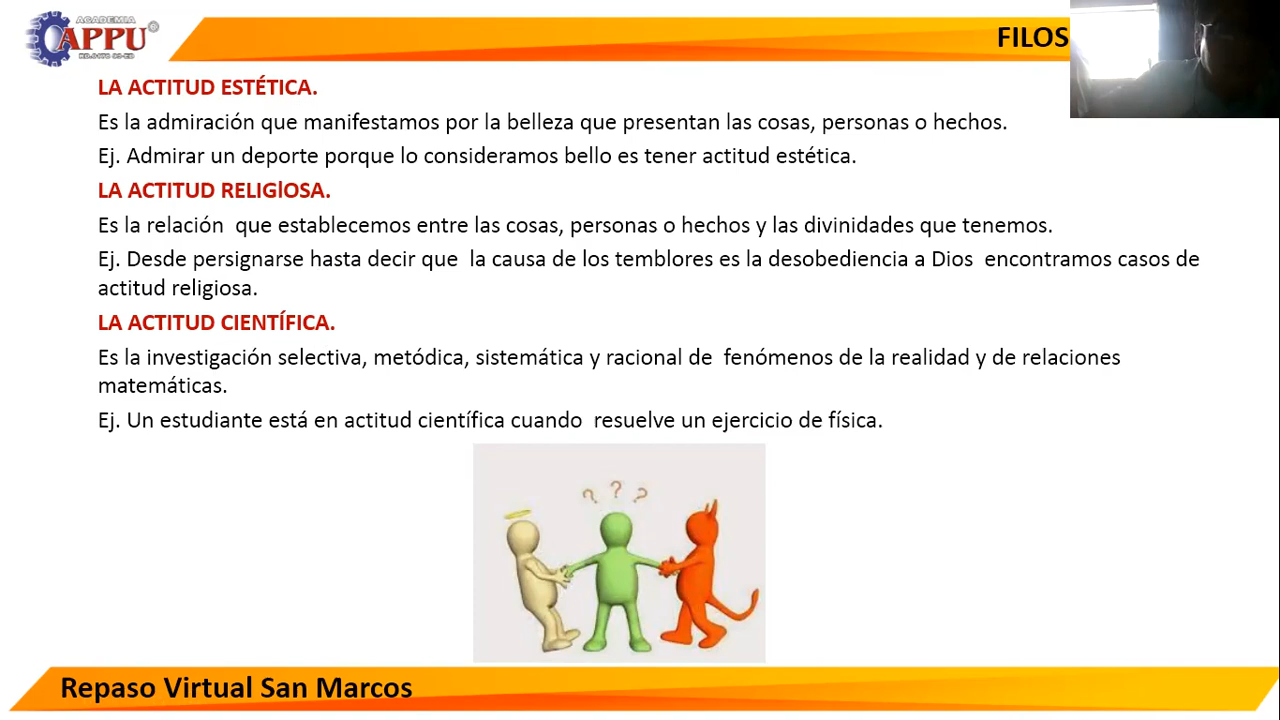 ACADEMIA
APPU
FILOS
LA ACTITUD ESTÉTICA.
Es la admiración que manifestamos por la belleza que presentan las cosas, personas o hechos.
Ej. Admirar un deporte porque lo consideramos bello es tener actitud estética.
LA ACTITUD RELIGIOSA.
Es la relación que establecemos entre las cosas, personas o hechos y las divinidades que tenemos.
Ej. Desde persignarse hasta decir que la causa de los temblores es la desobediencia a Dios encontramos casos de
actitud religiosa.
LA ACTITUD CIENTÍFICA.
Es la investigación selectiva, metódica, sistemática y racional de fenómenos de la realidad y de relaciones
matemáticas.
Ej. Un estudiante está en actitud científica cuando resuelve un ejercicio de física.
? ? ?
Repaso Virtual San Marcos